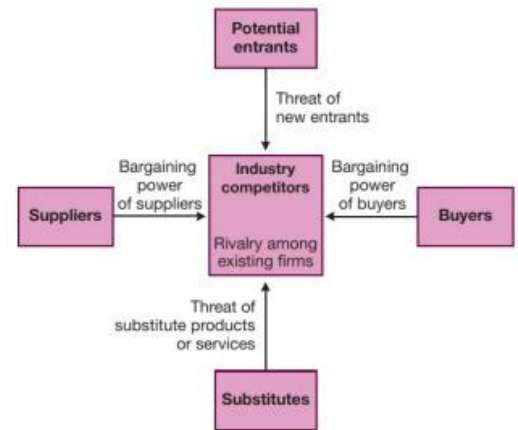 Potential
entrants
Threat of
new entrants
Bargaining
power
of suppliers
Industry
competitors
Bargaining
power
of buyers
Suppliers
Buyers
Rivalry among
existing firms
Threat of
substitute products
or services
Substitutes